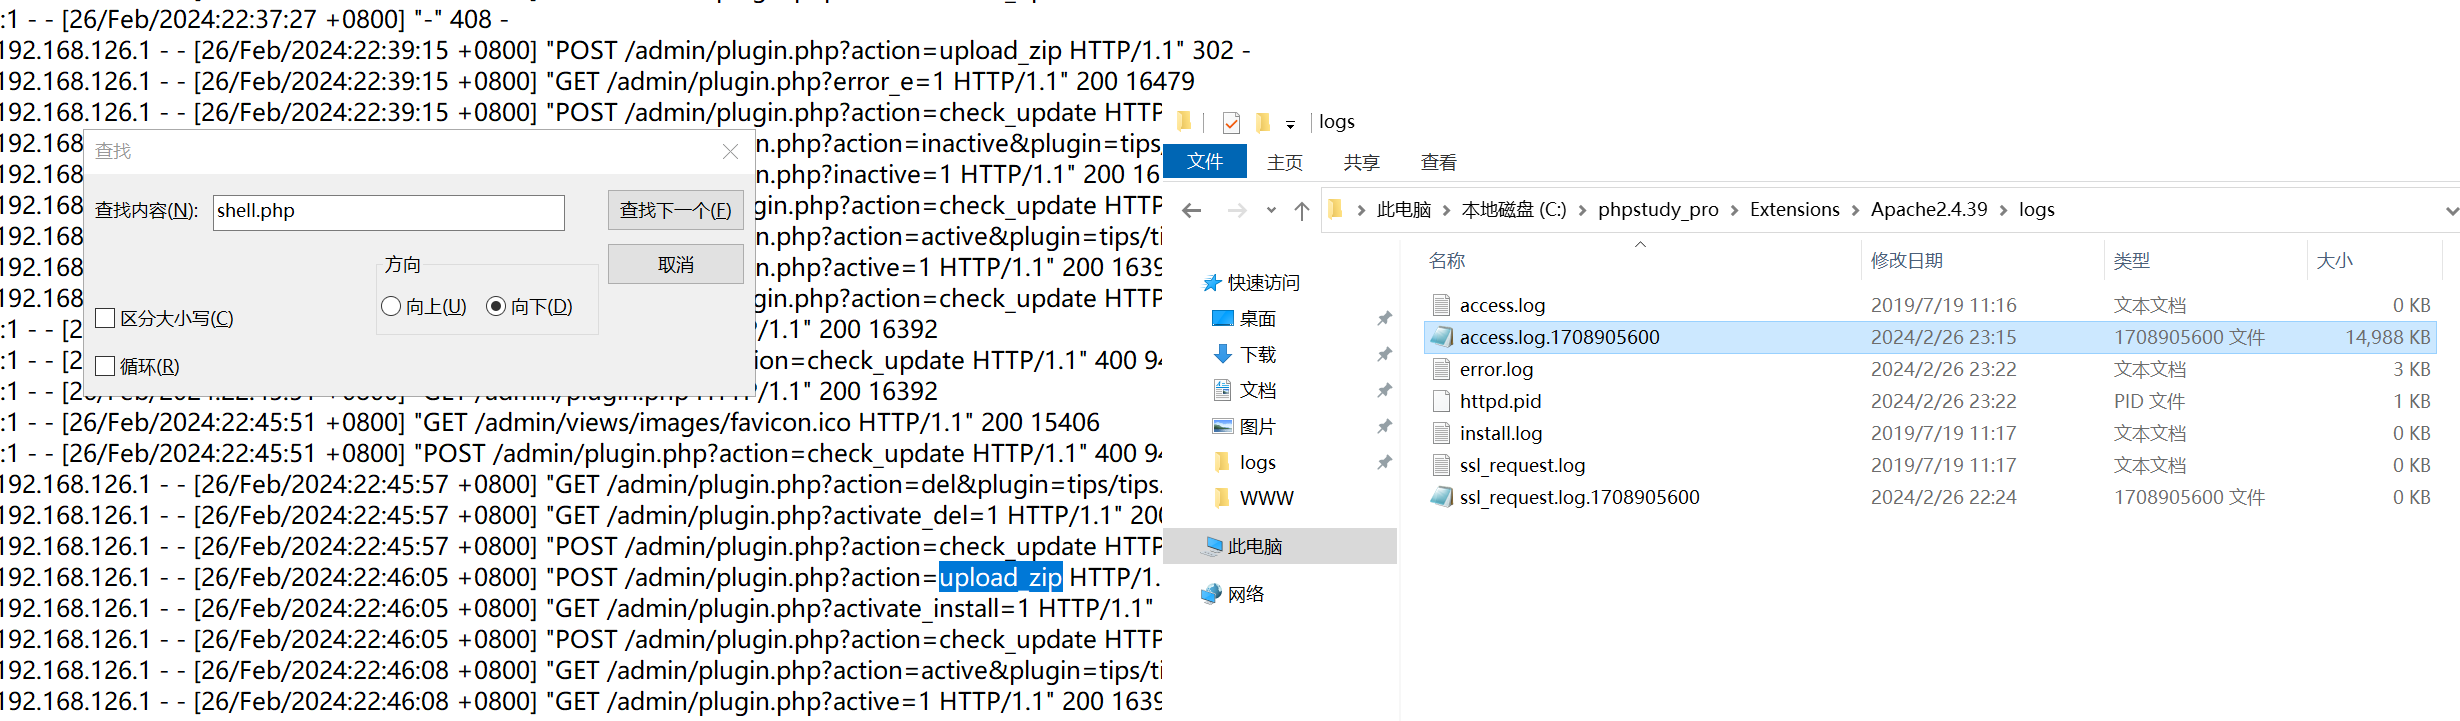 :1 - - [26/Feb/2024:22:37:27 +0800] "-" 408 -
192.168.126.1 - - [26/Feb/2024:22:39:15 +0800] "POST /admin/plugin.php?action=upload_zip HTTP/1.1" 302 -
192.168.126.1 - - [26/Feb/2024:22:39:15 +0800] "GET /admin/plugin.php?error_e=1 HTTP/1.1" 200 16479
192.168.126.1 - - [26/Feb/2024:22:39:15 +0800] "POST /admin/plugin.php?action=check_update HTTP
192.168 n.php?action=inactive&plugin=tips,
192.168 n.php?inactive=1 HTTP/1.1" 200 16
192.168 gin.php?action=check_update HTTP
192.168 n.php?action=active&plugin=tips/ti
192.168 n.php?active=1 HTTP/1.1" 200 1639
192.168 gin.php?action=check_update HTTP
:1 - - [2 /1.1" 200 16392
:1 - - [2 ion=check_update HTTP/1.1" 400 94
:1 - - [26/Feb/2024:22:45:51 +0800] "GET /admin/plugin.php HTTP/1.1" 200 16392
:1 - - [26/Feb/2024:22:45:51 +0800] "GET /admin/views/images/favicon.ico HTTP/1.1" 200 15406
:1 - - [26/Feb/2024:22:45:51 +0800] "POST /admin/plugin.php?action=check_update HTTP/1.1" 400 94
192.168.126.1 - - [26/Feb/2024:22:45:57 +0800] "GET /admin/plugin.php?action=del&plugin=tips/tips.
192.168.126.1 - - [26/Feb/2024:22:45:57 +0800] "GET /admin/plugin.php?activate_del=1 HTTP/1.1" 200
192.168.126.1 - - [26/Feb/2024:22:45:57 +0800] "POST /admin/plugin.php?action=check_update HTTP
192.168.126.1 - - [26/Feb/2024:22:46:05 +0800] "POST /admin/plugin.php?action=upload_zip HTTP/1.
192.168.126.1 - - [26/Feb/2024:22:46:05 +0800] "GET /admin/plugin.php?activate_install=1 HTTP/1.1"
192.168.126.1 - - [26/Feb/2024:22:46:05 +0800] "POST /admin/plugin.php?action=check_update HTTP
192.168.126.1 - - [26/Feb/2024:22:46:08 +0800] "GET /admin/plugin.php?action=active&plugin=tips/ti
192.168.126.1 - - [26/Feb/2024:22:46:08 +0800] "GET /admin/plugin.php?active=1 HTTP/1.1" 200 1639
查找
查找内容(N): shell.php 查找下一个(F)
取消
方向
向上(U) 向下(D)
区分大小写(C)
循环(R)
logs
文件 主页 共享 查看
此电脑 本地磁盘 (C:) phpstudy_pro Extensions Apache2.4.39 logs
快速访问
桌面
下载
文档
图片
logs
WWW
此电脑
网络
名称 修改日期 类型 大小
access.log 2019/7/19 11:16 文本文档 0 KB
access.log.1708905600 2024/2/26 23:15 1708905600 文件 14,988 KB
error.log 2024/2/26 23:22 文本文档 3 KB
httpd.pid 2024/2/26 23:22 PID 文件 1 KB
install.log 2019/7/19 11:17 文本文档 0 KB
ssl_request.log 2019/7/19 11:17 文本文档 0 KB
ssl_request.log.1708905600 2024/2/26 22:24 1708905600 文件 0 KB